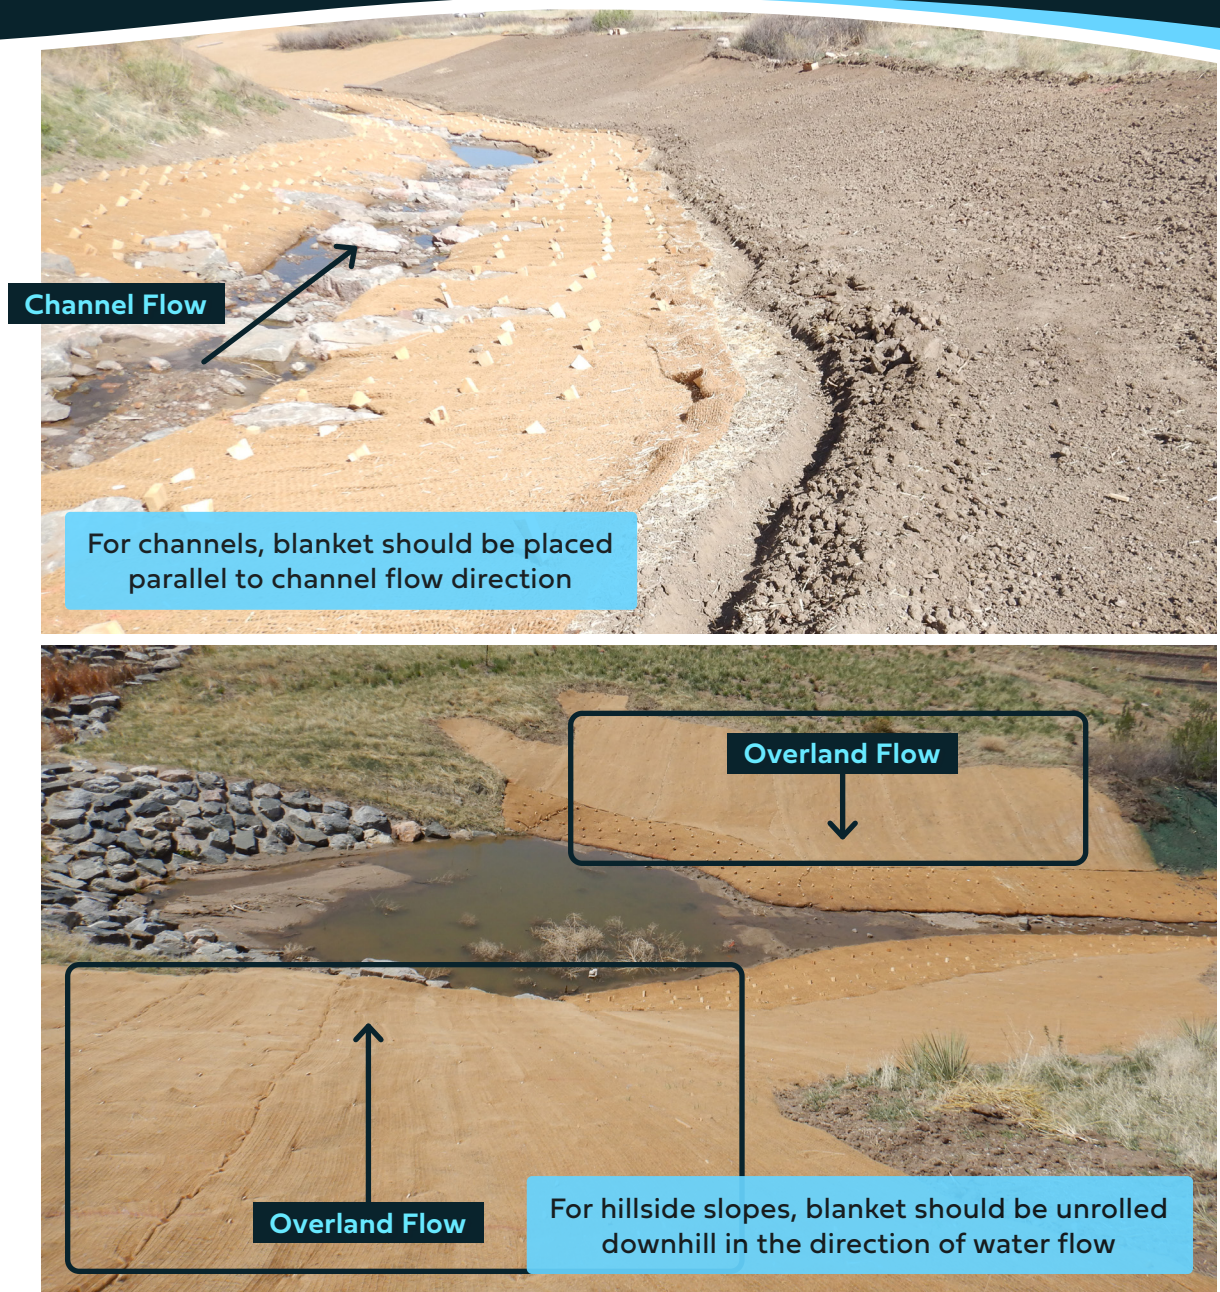 Channel Flow
For channels, blanket should be placed
parallel to channel flow direction
Overland Flow
Overland Flow
For hillside slopes, blanket should be unrolled
downhill in the direction of water flow